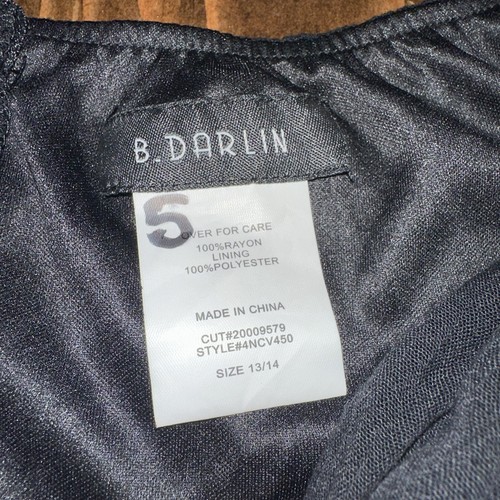 B.DARLIN
S
OVER FOR CARE
100%RAYON
LINING
100%POLYESTER
MADE IN CHINA
CUT#20009579
STYLE#4NCV450
SIZE 13/14